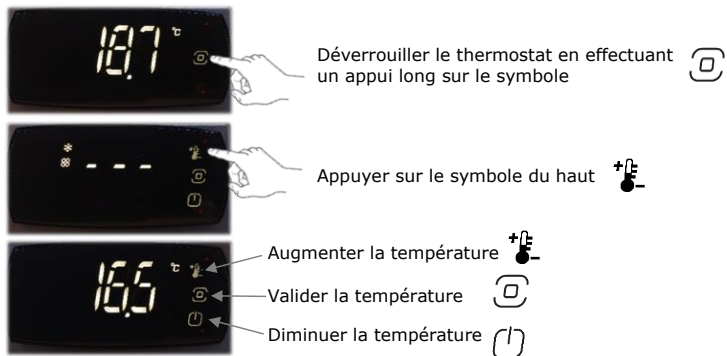 18.7 °C
Déverrouiller le thermostat en effectuant
un appui long sur le symbole
- - -
Appuyer sur le symbole du haut
16.5 °C
Augmenter la température
Valider la température
Diminuer la température